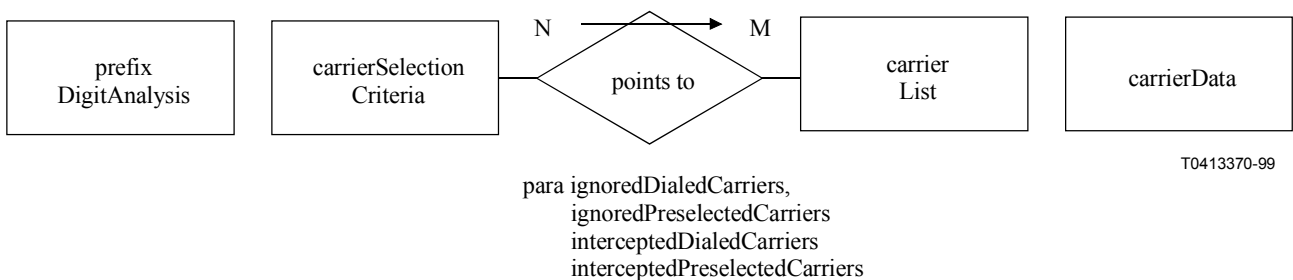 N M
prefix
DigitAnalysis
carrierSelection
Criteria
points to
carrier
List
carrierData
T0413370-99
para ignoredDialedCarriers,
ignoredPreselectedCarriers
interceptedDialedCarriers
interceptedPreselectedCarriers